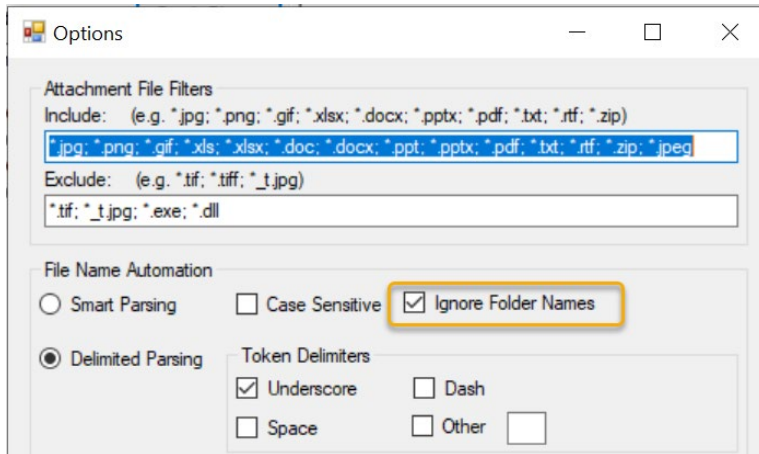 Options
Attachment File Filters
Include: (e.g. *.jpg; *.png; *.gif; *.xlsx; *.docx; *.pptx; *.pdf; *.txt; *.rtf; *.zip)
*.jpg; *.png; *.gif; *.xls; *.xlsx; *.doc; *.docx; *.ppt; *.pptx; *.pdf; *.txt; *.rtf; *.zip; *.jpeg
Exclude: (e.g. *.tif; *.tiff; *_t.jpg)
*.tif; *_t.jpg; *.exe; *.dll
File Name Automation
Smart Parsing Case Sensitive Ignore Folder Names
Delimited Parsing Token Delimiters
Underscore Dash
Space Other